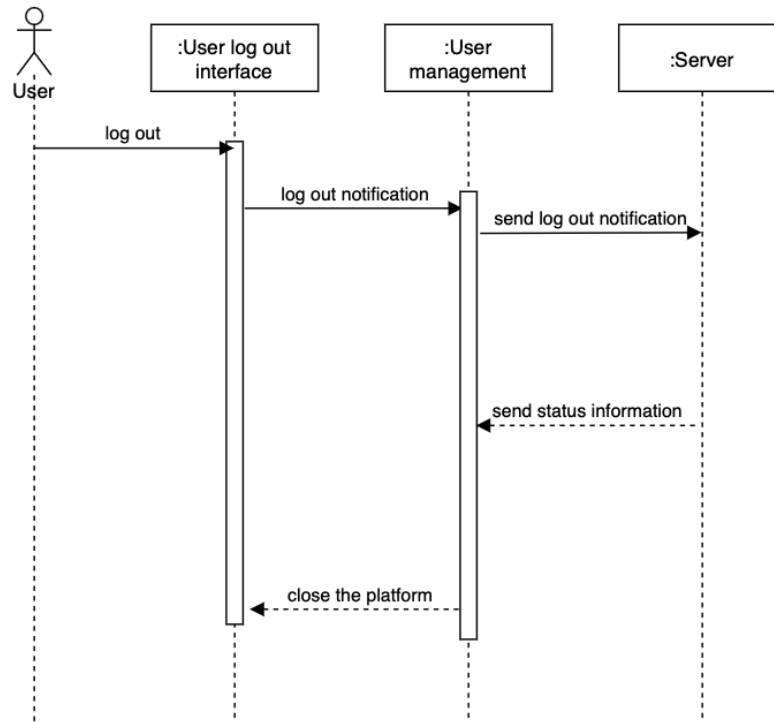 :User log out
interface
:User
management
:Server
User
log out
log out notification
send log out notification
send status information
close the platform